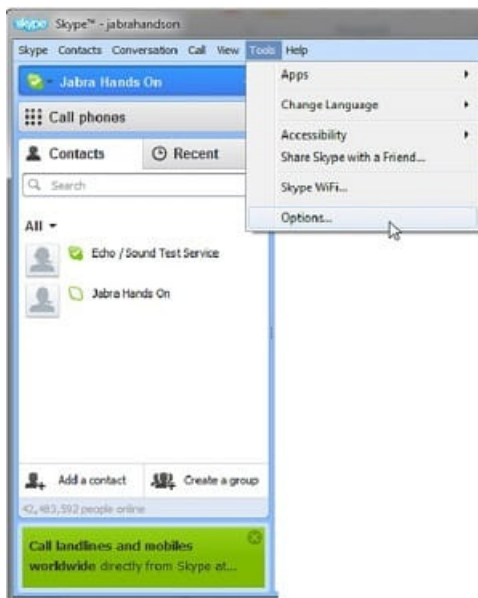 skype Skype™ - jabrahandson
Skype Contacts Conversation Call View Tools Help
Jabra Hands On
Call phones
Contacts Recent
Search
All
Echo / Sound Test Service
Jabra Hands On
Apps
Change Language
Accessibility
Share Skype with a Friend...
Skype WiFi...
Options...
Add a contact Create a group
42,483,592 people online
Call landlines and mobiles
worldwide directly from Skype at...